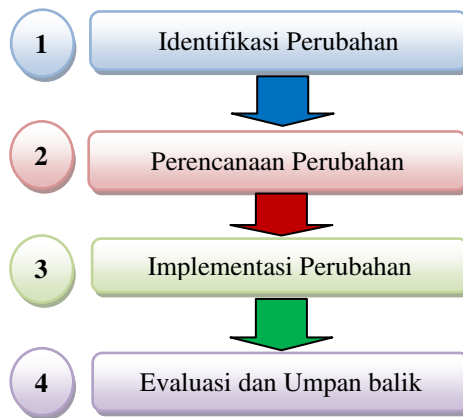 1 Identifikasi Perubahan
2 Perencanaan Perubahan
3 Implementasi Perubahan
4 Evaluasi dan Umpan balik